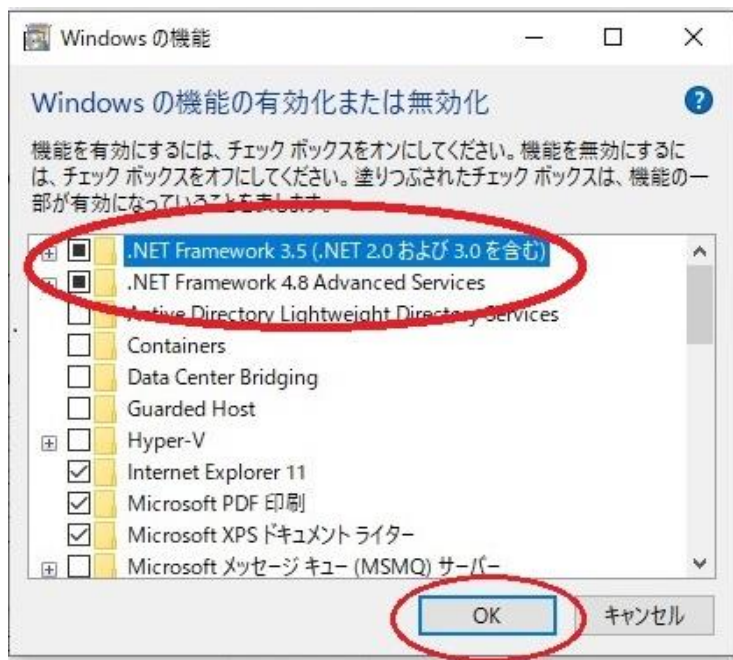 Windows の機能
Windows の機能の有効化または無効化
機能を有効にするには、チェック ボックスをオンにしてください。機能を無効にするに
は、チェック ボックスをオフにしてください。塗りつぶされたチェック ボックスは、機能の一
部が有効になっていることを表します。
.NET Framework 3.5 (.NET 2.0 および 3.0 を含む)
.NET Framework 4.8 Advanced Services
Active Directory Lightweight Directory Services
Containers
Data Center Bridging
Guarded Host
Hyper-V
Internet Explorer 11
Microsoft PDF 印刷
Microsoft XPS ドキュメント ライター
Microsoft メッセージ キュー (MSMQ) サーバー
OK
キャンセル